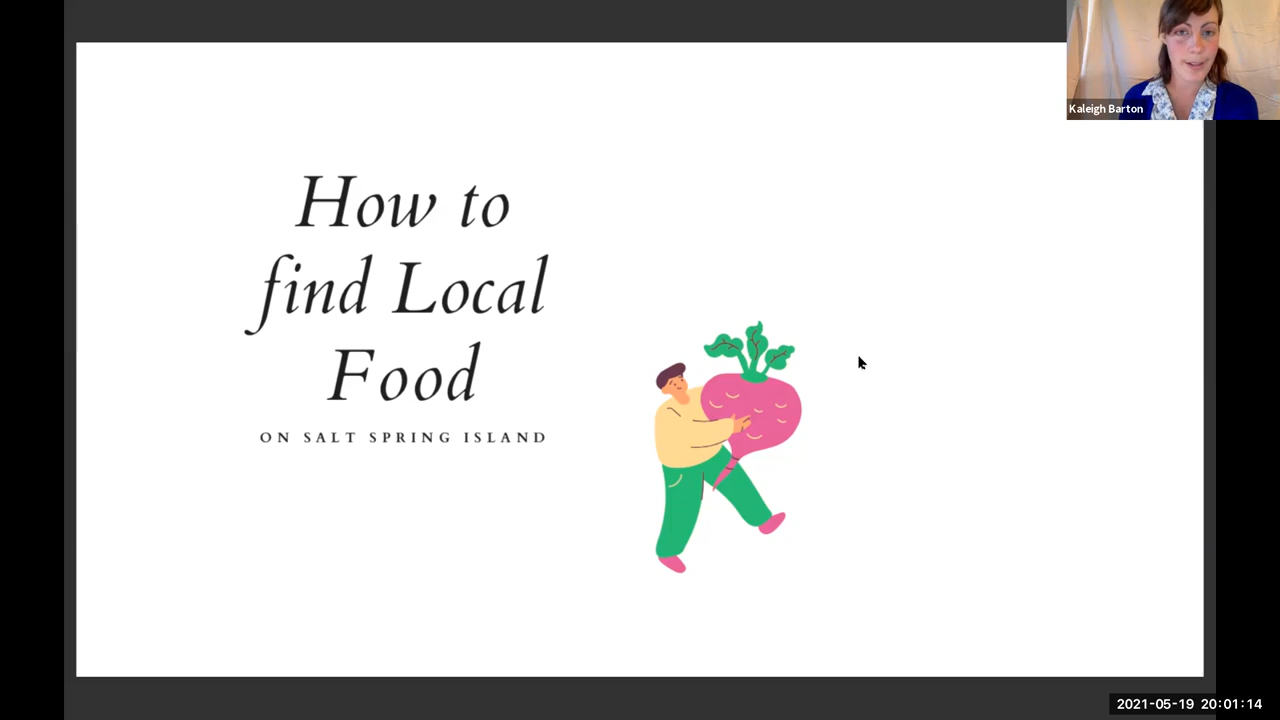 Kaleigh Barton
How to
find Local
Food
ON SALT SPRING ISLAND
2021-05-19 20:01:14